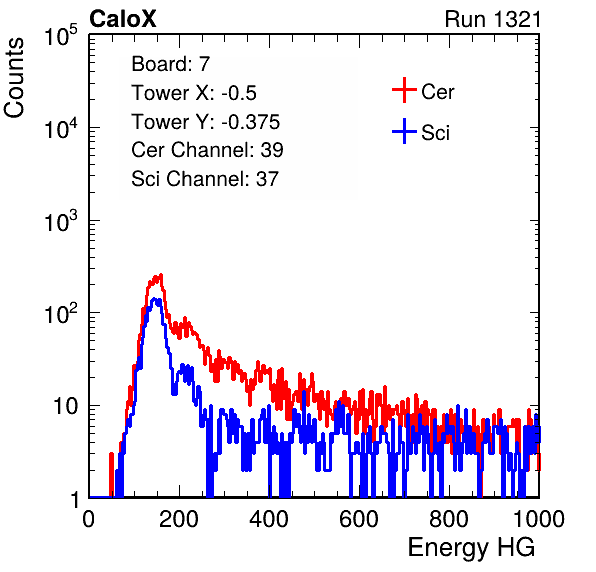 CaloX Run 1321
Counts
10^5
10^4
10^3
10^2
10
1
Board: 7
Tower X: -0.5
Tower Y: -0.375
Cer Channel: 39
Sci Channel: 37
Cer
Sci
0 200 400 600 800 1000
Energy HG